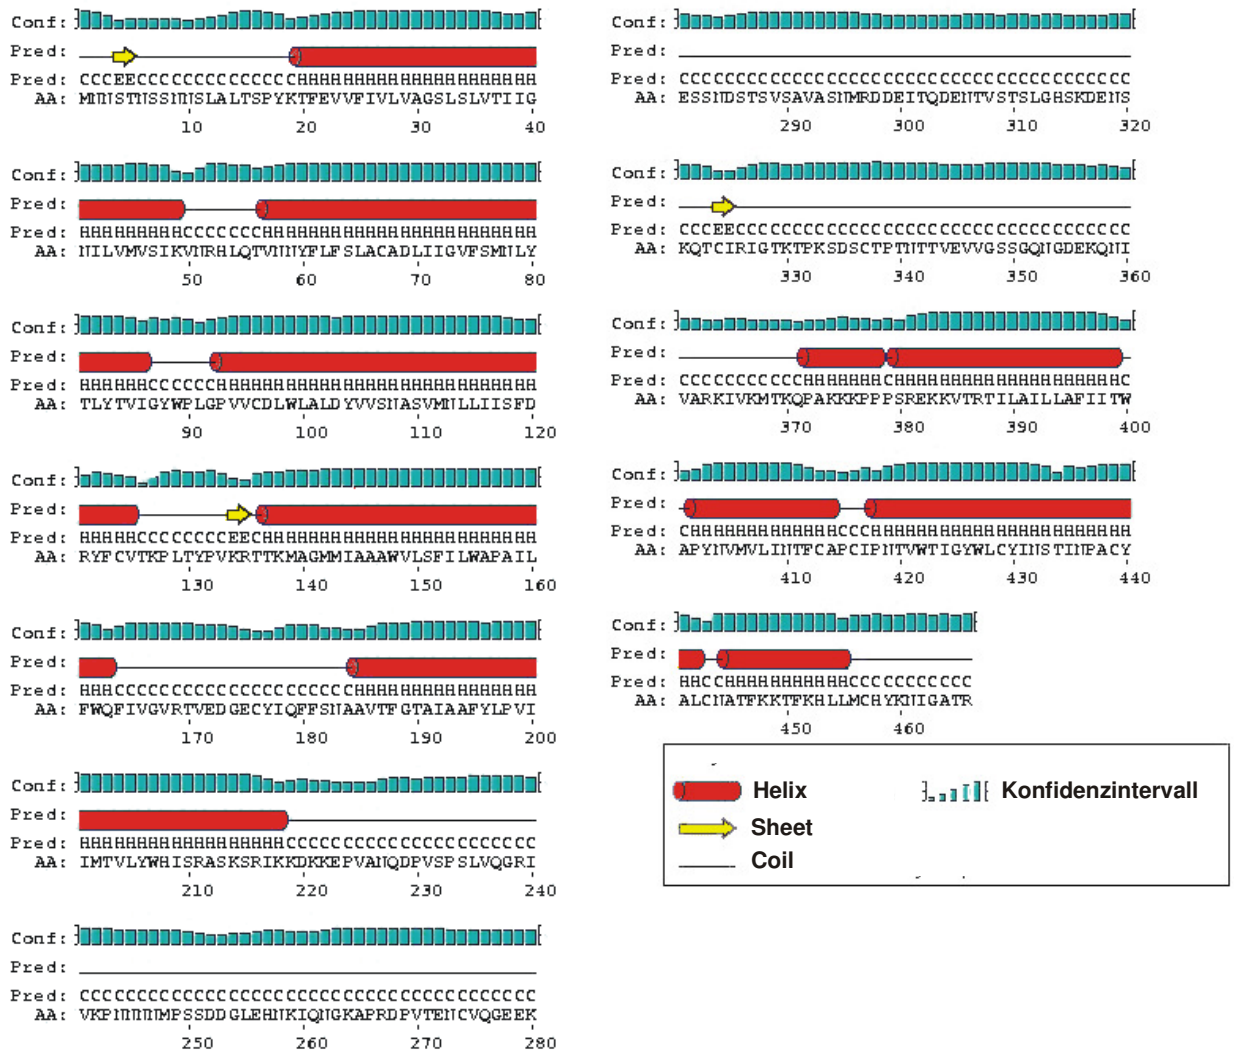 Conf:
Pred:
Pred: CCCEECCCCCCCCCCCCCCHHHHHHHHHHHHHHHHHHHHH
AA: MNNSTNSSNNSLALTSPYKTFEVVFIVLVAGSLSLVTIIG
10 20 30 40
Conf:
Pred:
Pred: HHHHHHHHHCCCCCCCHHHHHHHHHHHHHHHHHHHHHHHH
AA: NILVMVSIKVNRHLQTVNNYFLFSLACADLIIGVFSMNLY
50 60 70 80
Conf:
Pred:
Pred: HHHHHHCCCCCCHHHHHHHHHHHHHHHHHHHHHHHHHHHH
AA: TLYTVIGYWPLGPVVCDLWLALDYVVSNASVMNLLIISFD
90 100 110 120
Conf:
Pred:
Pred: HHHHHCCCCCCCCEECHHHHHHHHHHHHHHHHHHHHHHHH
AA: RYFCVTKPLTYPVKRTTKMAGMMIAAAWVLSFILWAPAIL
130 140 150 160
Conf:
Pred:
Pred: HHHCCCCCCCCCCCCCCCCCCCCCHHHHHHHHHHHHHHHH
AA: FWQFIVGVRTVEDGECYIQFFSNAAVTFGTAIAAFYLPVI
170 180 190 200
Conf:
Pred:
Pred: HHHHHHHHHHHHHHHHHHCCCCCCCCCCCCCCCCCCCCCC
AA: IMTVLYWHISRASKSRIKKDKKEPVANQDPVSPSLVQGRI
210 220 230 240
Conf:
Pred:
Pred: CCCCCCCCCCCCCCCCCCCCCCCCCCCCCCCCCCCCCCCC
AA: VKPNNNNMPSSDDGLEHNKIQNGKAPRDPVTENCVQGEEK
250 260 270 280
Conf:
Pred:
Pred: CCCCCCCCCCCCCCCCCCCCCCCCCCCCCCCCCCCCCCCC
AA: ESSNDSTSVSAVASNMRDDEITQDENTVSTSLGHSKDENS
290 300 310 320
Conf:
Pred:
Pred: CCCEECCCCCCCCCCCCCCCCCCCCCCCCCCCCCCCCCCC
AA: KQTCIRIGTKTPKSDSCTPTNTTVEVVGSSGQNGDEKQNI
330 340 350 360
Conf:
Pred:
Pred: CCCCCCCCCCCHHHHHHHCHHHHHHHHHHHHHHHHHHHHC
AA: VARKIVKMTKQPAKKKPPPSREKKVTRTILAILLAFIITW
370 380 390 400
Conf:
Pred:
Pred: CHHHHHHHHHHHHHCCCHHHHHHHHHHHHHHHHHHHHHHH
AA: APYNVMVLINTFCAPCIPNTVWTIGYWLCYINSTINPACY
410 420 430 440
Conf:
Pred:
Pred: HHCCHHHHHHHHHHHCCCCCCCCCCC
AA: ALCNATFKKTFKHLLMCHYKNIGATR
450 460
Helix Konfidenzintervall
Sheet
Coil